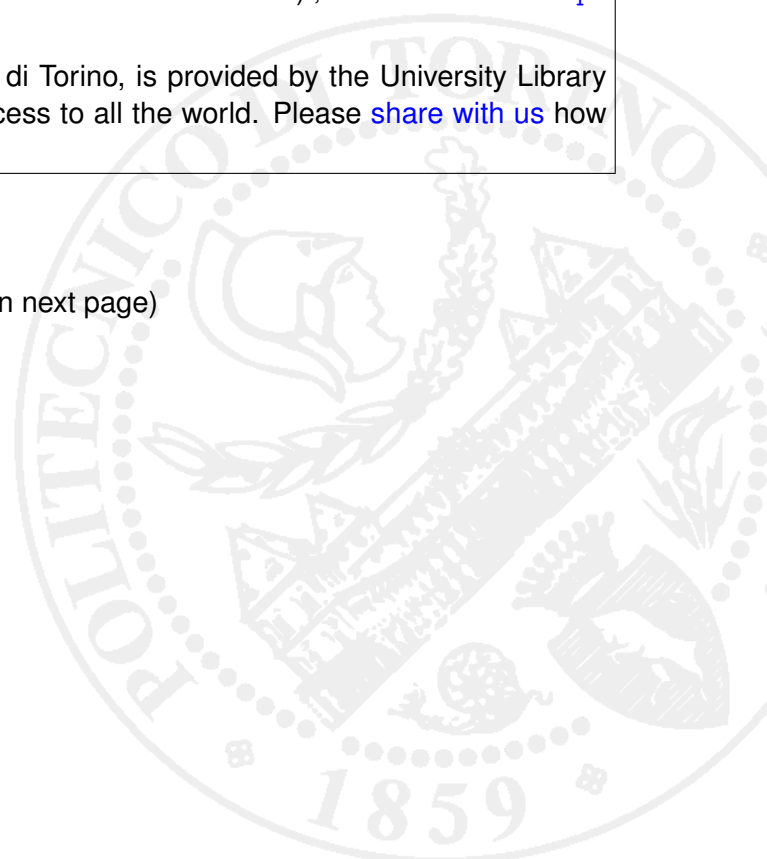 di Torino, is provided by the University Library
cess to all the world. Please share with us how
n next page)
POLITECNICO DI TORINO
1859